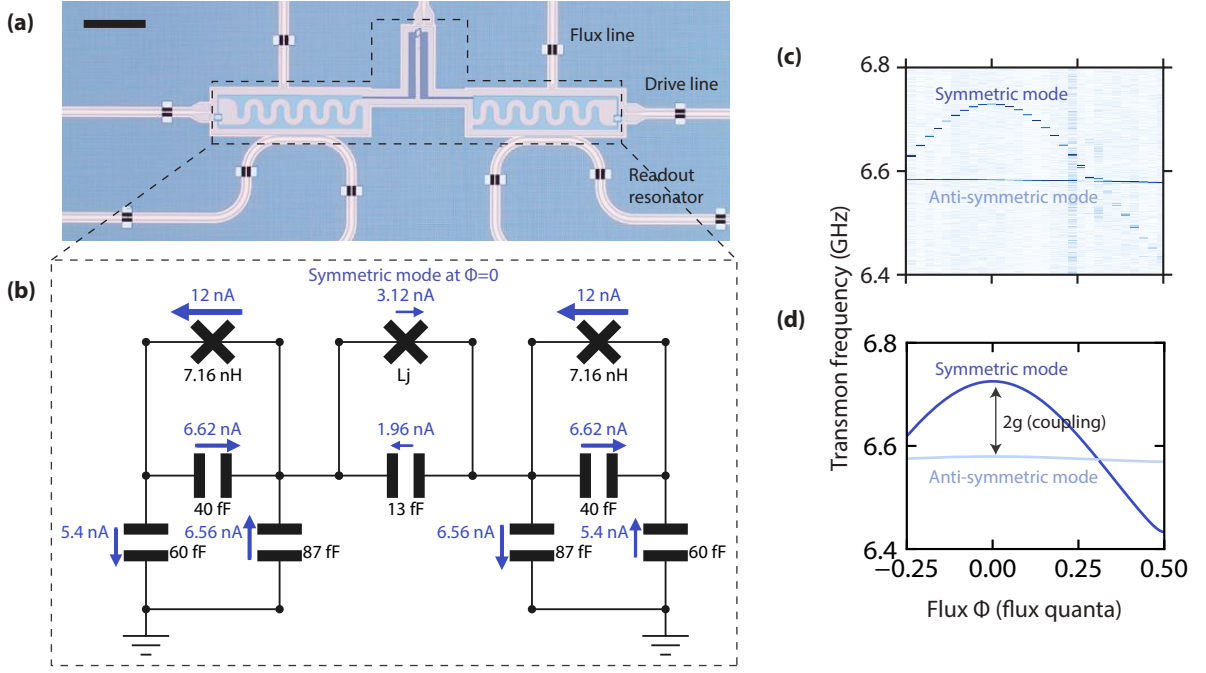 (a)
Flux line
Drive line
Readout
resonator
(b)
Symmetric mode at Φ=0
12 nA
3.12 nA
12 nA
7.16 nH
Lj
7.16 nH
6.62 nA
1.96 nA
6.62 nA
40 fF
13 fF
40 fF
5.4 nA
6.56 nA
6.56 nA
5.4 nA
60 fF
87 fF
87 fF
60 fF
(c)
6.8
Symmetric mode
6.6
Anti-symmetric mode
6.4
(d)
6.8
Symmetric mode
2g (coupling)
6.6
Anti-symmetric mode
6.4
−0.25
0.00
0.25
0.50
Flux Φ (flux quanta)
Transmon frequency (GHz)